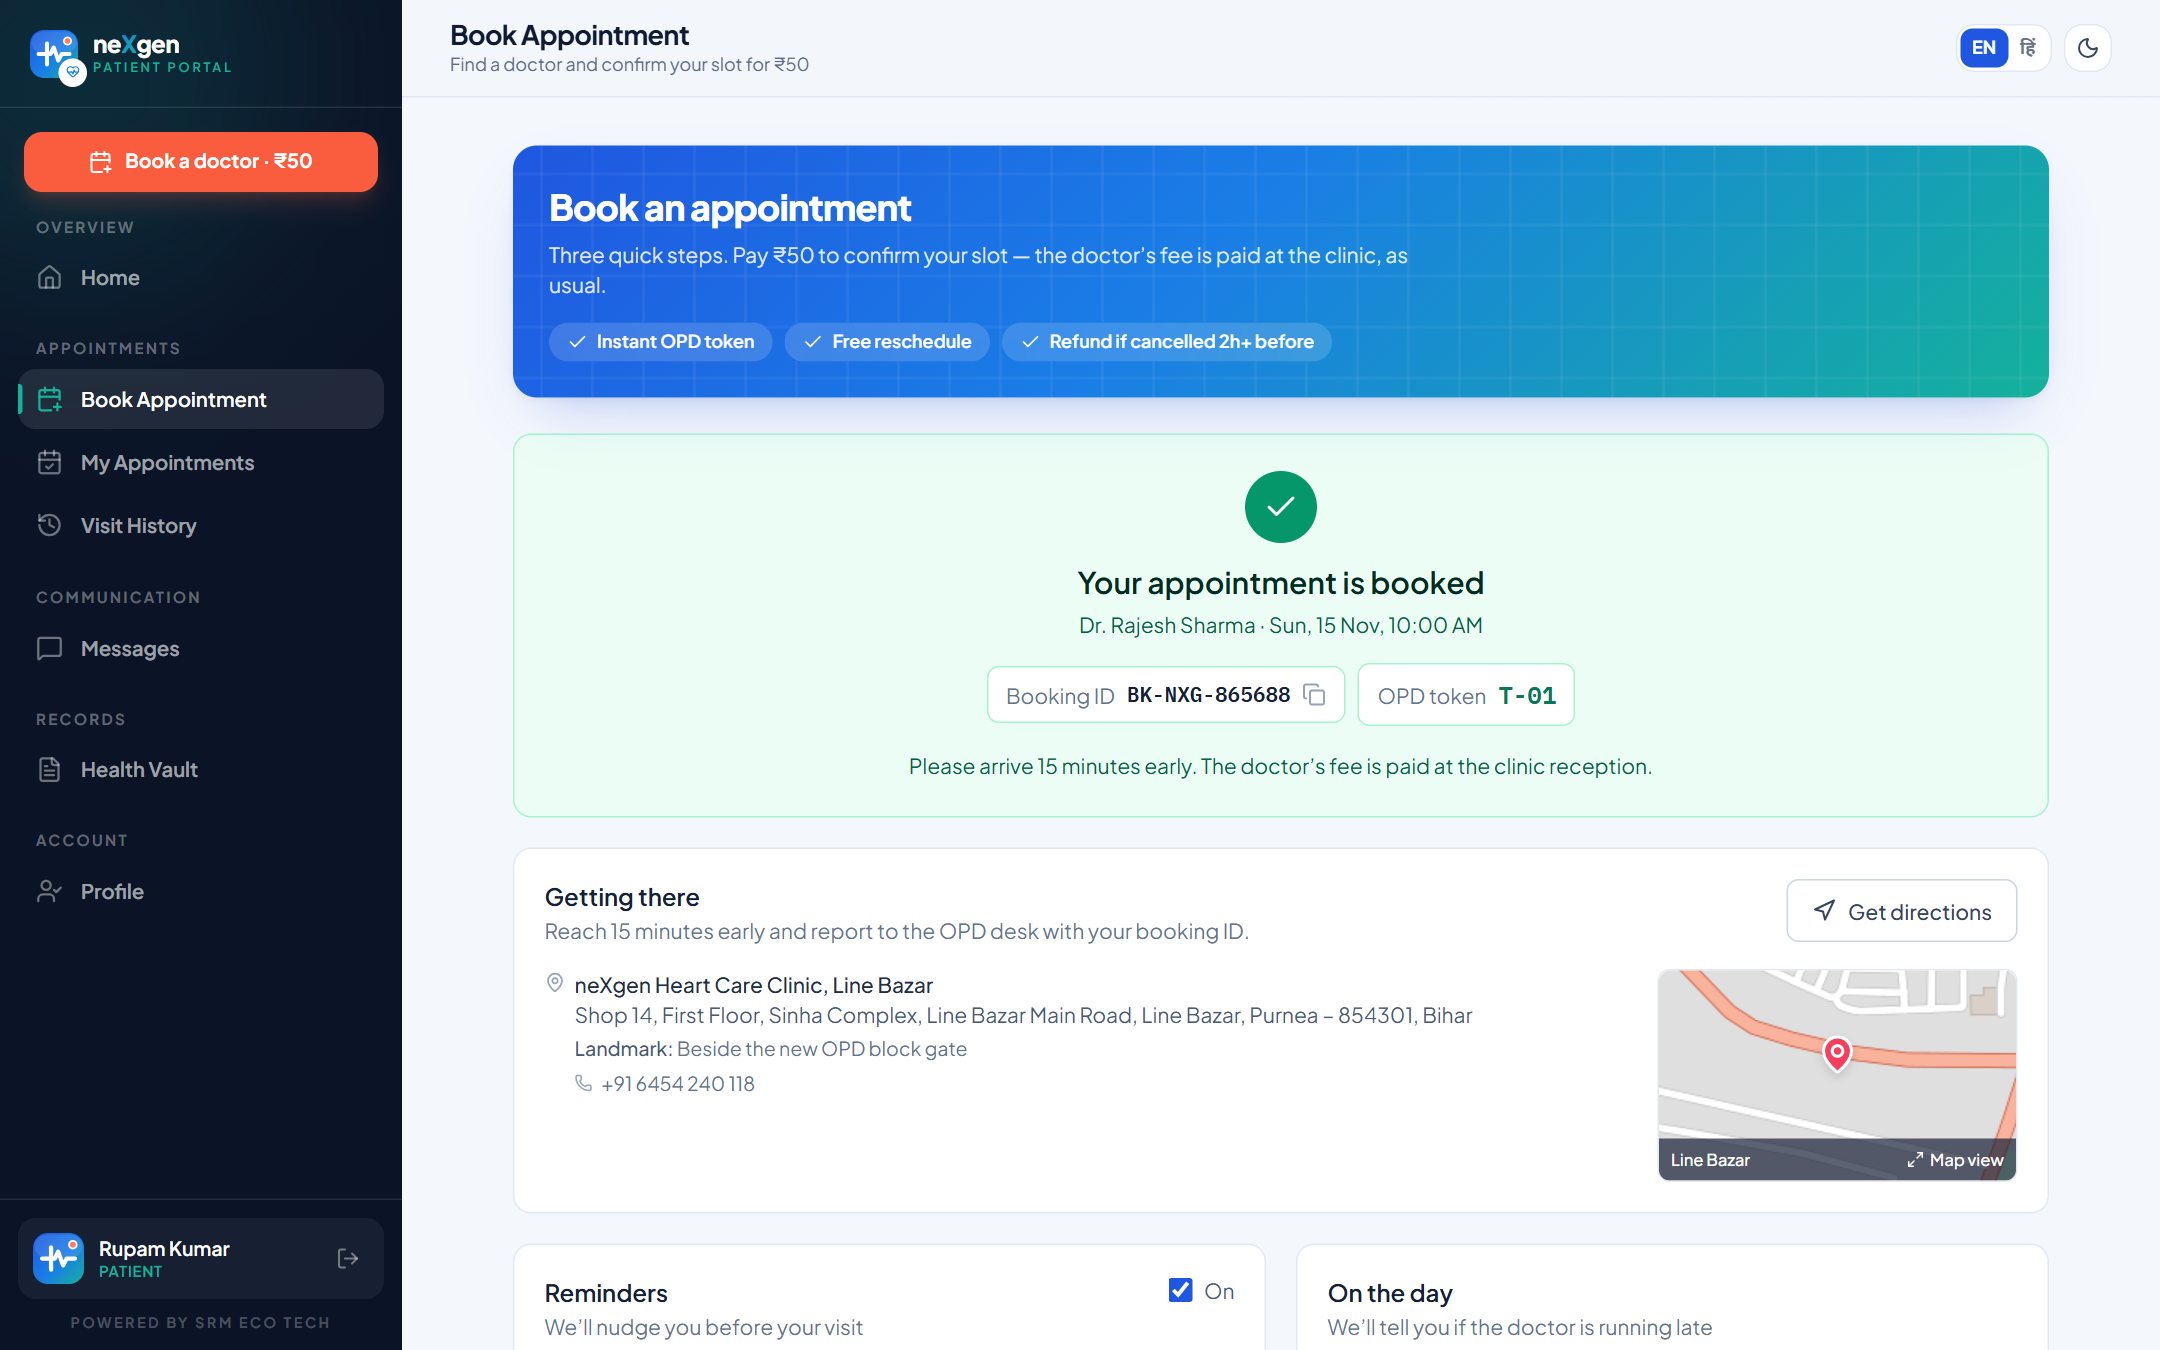 neXgen
PATIENT PORTAL
Book a doctor · ₹50
OVERVIEW
Home
APPOINTMENTS
Book Appointment
My Appointments
Visit History
COMMUNICATION
Messages
RECORDS
Health Vault
ACCOUNT
Profile
Rupam Kumar
PATIENT
POWERED BY SRM ECO TECH
Book Appointment
Find a doctor and confirm your slot for ₹50
EN हिं
Book an appointment
Three quick steps. Pay ₹50 to confirm your slot — the doctor’s fee is paid at the clinic, as
usual.
Instant OPD token
Free reschedule
Refund if cancelled 2h+ before
Your appointment is booked
Dr. Rajesh Sharma · Sun, 15 Nov, 10:00 AM
Booking ID BK-NXG-865688
OPD token T-01
Please arrive 15 minutes early. The doctor’s fee is paid at the clinic reception.
Getting there
Reach 15 minutes early and report to the OPD desk with your booking ID.
Get directions
neXgen Heart Care Clinic, Line Bazar
Shop 14, First Floor, Sinha Complex, Line Bazar Main Road, Line Bazar, Purnea – 854301, Bihar
Landmark: Beside the new OPD block gate
+91 6454 240 118
Line Bazar
Map view
Reminders
On
We’ll nudge you before your visit
On the day
We’ll tell you if the doctor is running late